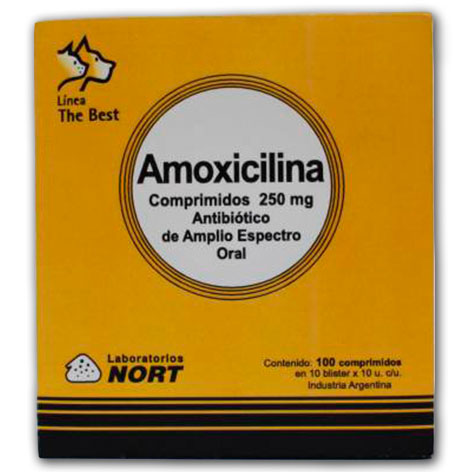 Línea
The Best
Amoxicilina
Comprimidos 250 mg
Antibiótico
de Amplio Espectro
Oral
Laboratorios
NORT
Contenido: 100 comprimidos
en 10 blister x 10 u. c/u.
Industria Argentina